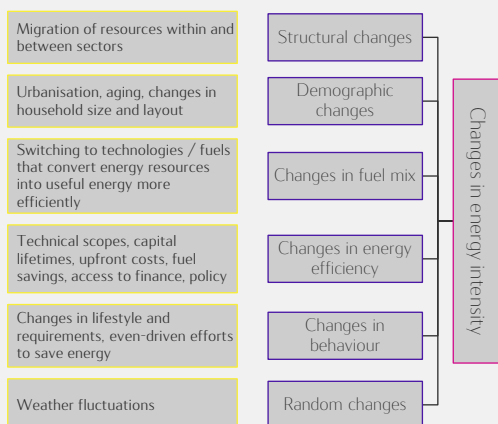 Migration of resources within and
between sectors
Structural changes
Urbanisation, aging, changes in
household size and layout
Demographic
changes
Switching to technologies / fuels
that convert energy resources
into useful energy more
efficiently
Changes in fuel mix
Technical scopes, capital
lifetimes, upfront costs, fuel
savings, access to finance, policy
Changes in energy
efficiency
Changes in lifestyle and
requirements, even-driven efforts
to save energy
Changes in
behaviour
Weather fluctuations
Random changes
Changes in energy intensity